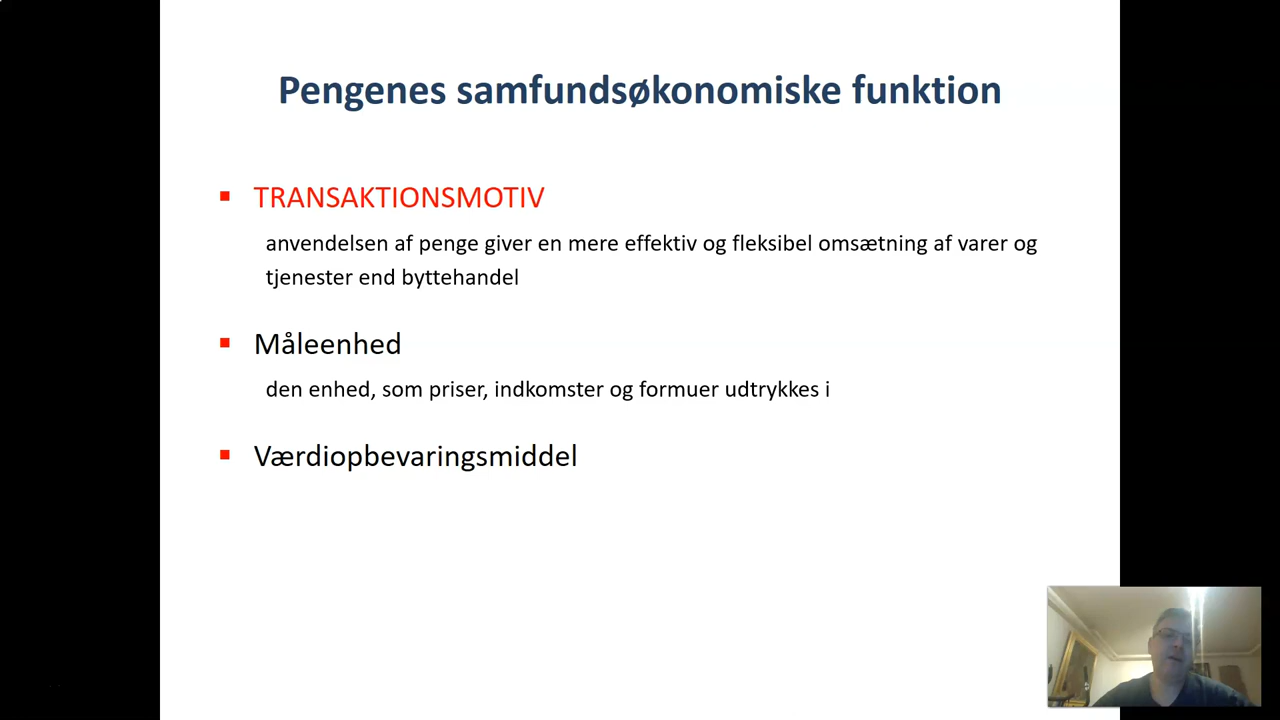 Pengenes samfundsøkonomiske funktion
TRANSAKTIONSMOTIV
anvendelsen af penge giver en mere effektiv og fleksibel omsætning af varer og
tjenester end byttehandel
Måleenhed
den enhed, som priser, indkomster og formuer udtrykkes i
Værdiopbevaringsmiddel